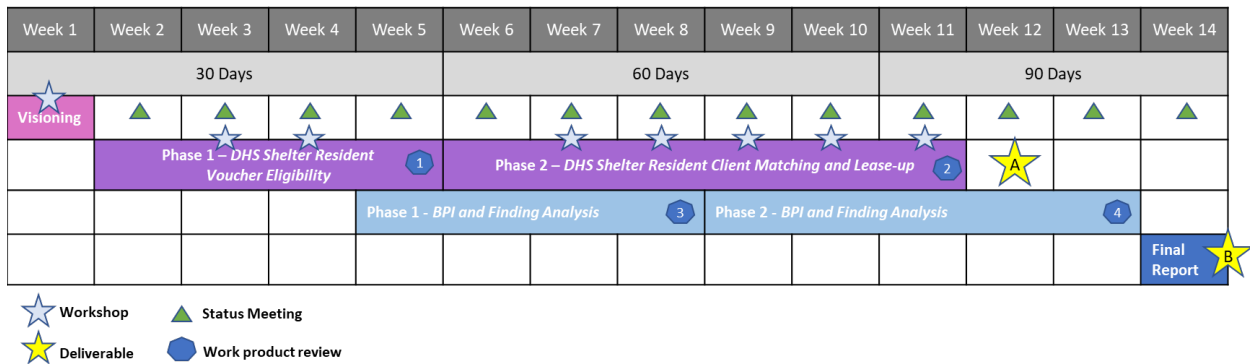 Week 1 Week 2 Week 3 Week 4 Week 5 Week 6 Week 7 Week 8 Week 9 Week 10 Week 11 Week 12 Week 13 Week 14
30 Days 60 Days 90 Days
Visioning
Phase 1 – DHS Shelter Resident
Voucher Eligibility
1
Phase 2 – DHS Shelter Resident Client Matching and Lease-up
2
A
Phase 1 - BPI and Finding Analysis
3
Phase 2 - BPI and Finding Analysis
4
Final
Report
B
Workshop
Status Meeting
Deliverable
Work product review